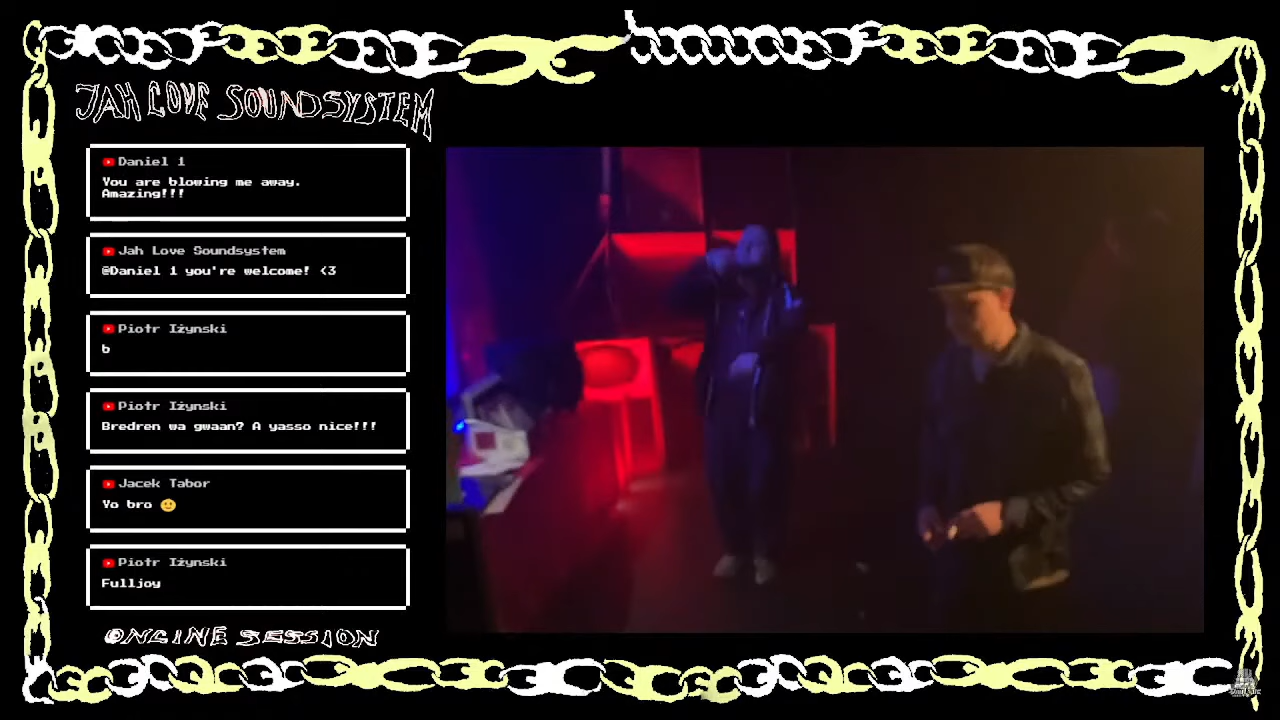 JAH LOVE SOUNDSYSTEM
Daniel 1
You are blowing me away.
Amazing!!!
Jah Love Soundsystem
@Daniel 1 you're welcome! <3
Piotr Iżynski
b
Piotr Iżynski
Bredren wa gwaan? A yasso nice!!!
Jacek Tabor
Yo bro 🙂
Piotr Iżynski
Fulljoy
ONLINE SESSION